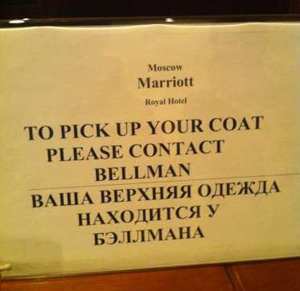 Moscow
Marriott
Royal Hotel
TO PICK UP YOUR COAT
PLEASE CONTACT
BELLMAN
ВАША ВЕРХНЯЯ ОДЕЖДА
НАХОДИТСЯ У
БЭЛЛМАНА